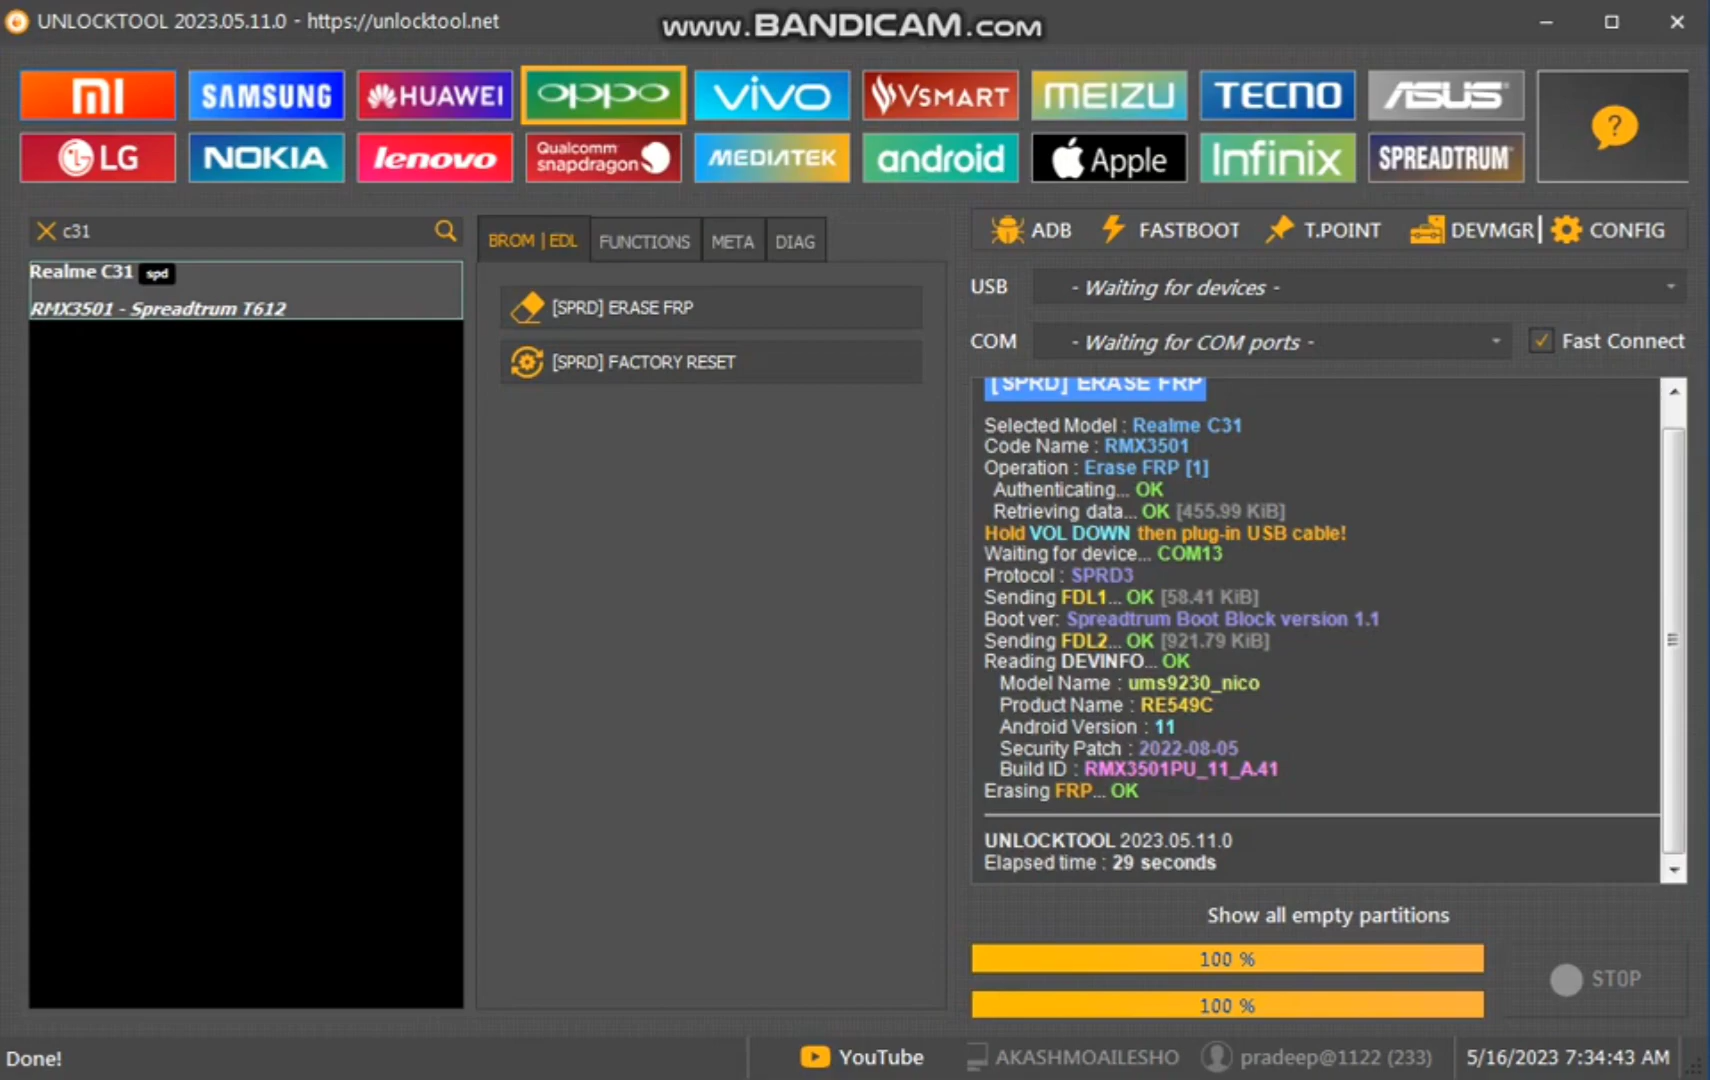 UNLOCKTOOL 2023.05.11.0 - https://unlocktool.net
www.BANDICAM.com
mi
SAMSUNG
HUAWEI
oppo
vivo
VSMART
MEIZU
TECNO
ASUS
?
LG
NOKIA
lenovo
Qualcomm
snapdragon
MEDIATEK
android
Apple
Infinix
SPREADTRUM
c31
Realme C31 spd
RMX3501 - Spreadtrum T612
BROM | EDL
FUNCTIONS
META
DIAG
[SPRD] ERASE FRP
[SPRD] FACTORY RESET
ADB
FASTBOOT
T.POINT
DEVMGR
CONFIG
USB
- Waiting for devices -
COM
- Waiting for COM ports -
Fast Connect
[SPRD] ERASE FRP
Selected Model : Realme C31
Code Name : RMX3501
Operation : Erase FRP [1]
Authenticating... OK
Retrieving data... OK [455.99 KiB]
Hold VOL DOWN then plug-in USB cable!
Waiting for device... COM13
Protocol : SPRD3
Sending FDL1... OK [58.41 KiB]
Boot ver: Spreadtrum Boot Block version 1.1
Sending FDL2... OK [921.79 KiB]
Reading DEVINFO... OK
Model Name : ums9230_nico
Product Name : RE549C
Android Version : 11
Security Patch : 2022-08-05
Build ID : RMX3501PU_11_A.41
Erasing FRP... OK
UNLOCKTOOL 2023.05.11.0
Elapsed time : 29 seconds
Show all empty partitions
100 %
100 %
STOP
Done!
YouTube
AKASHMOAILESHO
pradeep@1122 (233)
5/16/2023 7:34:43 AM